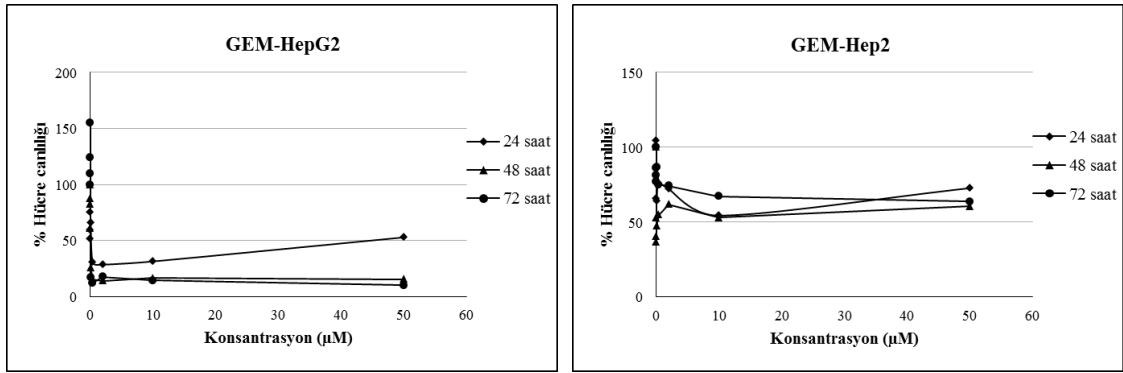 GEM-HepG2
200
150
100
50
0
% Hücre canlılığı
0 10 20 30 40 50 60
Konsantrasyon (µM)
24 saat
48 saat
72 saat
GEM-Hep2
150
100
50
0
% Hücre canlılığı
0 10 20 30 40 50 60
Konsantrasyon (µM)
24 saat
48 saat
72 saat